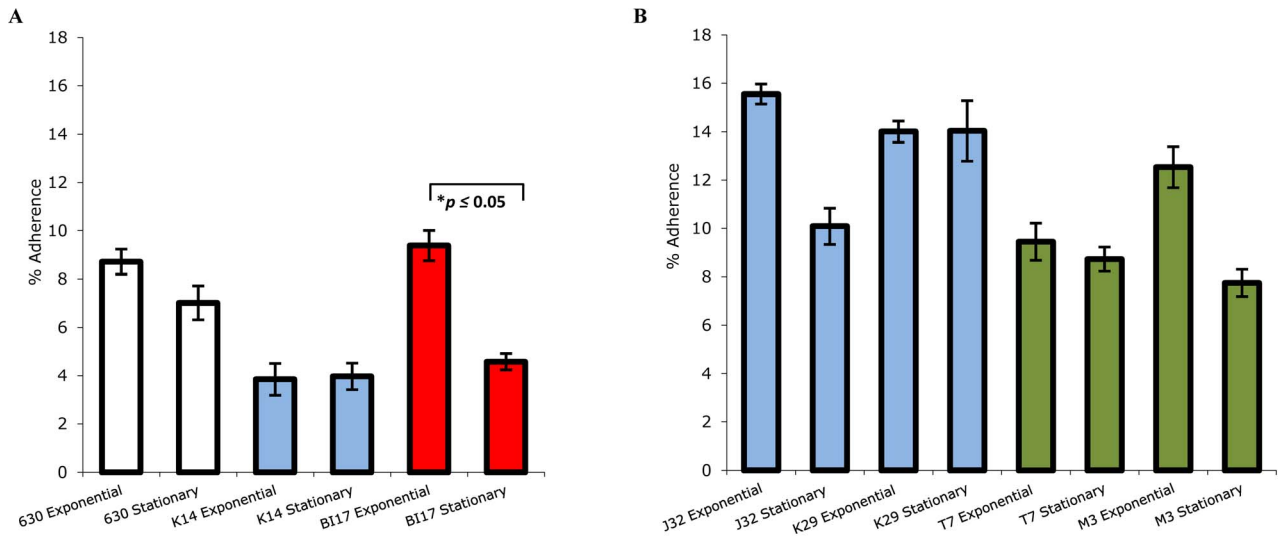 A
% Adherence
18
16
14
12
10
8
6
4
2
0
*p ≤ 0.05
630 Exponential
630 Stationary
K14 Exponential
K14 Stationary
BI17 Exponential
BI17 Stationary
B
% Adherence
18
16
14
12
10
8
6
4
2
0
J32 Exponential
J32 Stationary
K29 Exponential
K29 Stationary
T7 Exponential
T7 Stationary
M3 Exponential
M3 Stationary